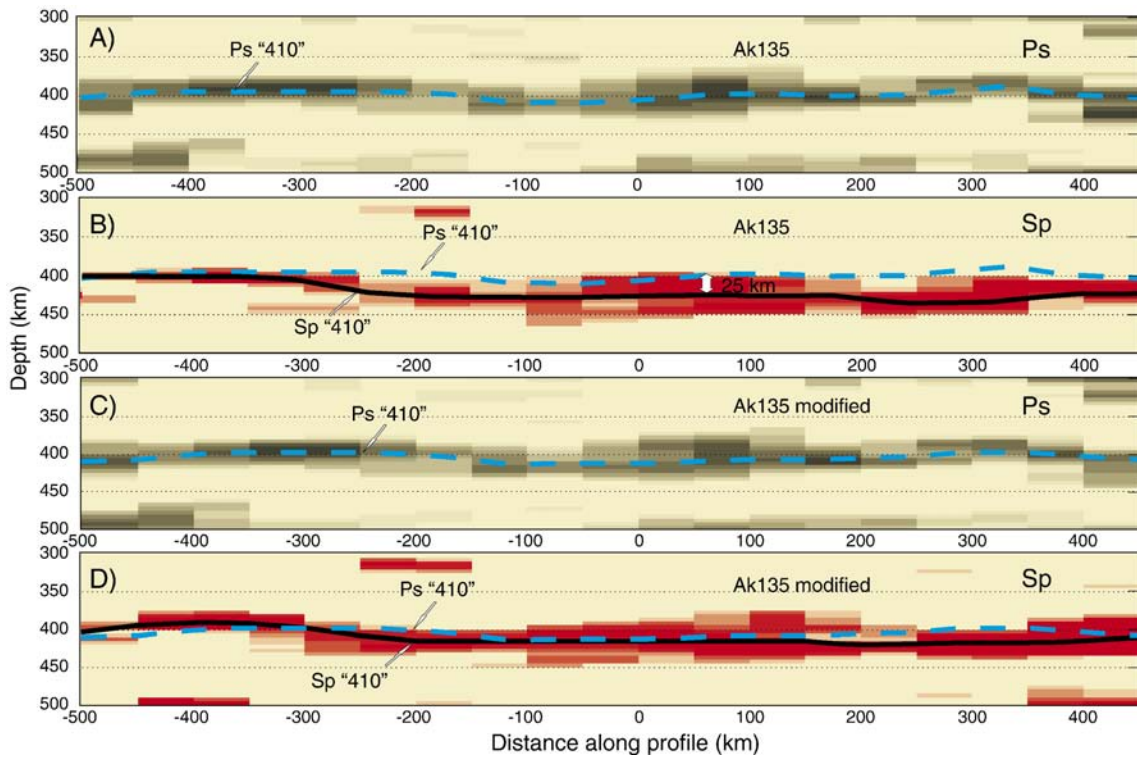 A) Ps “410” Ak135 Ps
300
350
400
450
500
-500 -400 -300 -200 -100 0 100 200 300 400
B) Ps “410” Ak135 Sp
25 km
Sp “410”
300
350
400
450
500
-500 -400 -300 -200 -100 0 100 200 300 400
Depth (km)
C) Ps “410” Ak135 modified Ps
300
350
400
450
500
-500 -400 -300 -200 -100 0 100 200 300 400
D) Ps “410” Ak135 modified Sp
Sp “410”
300
350
400
450
500
-500 -400 -300 -200 -100 0 100 200 300 400
Distance along profile (km)